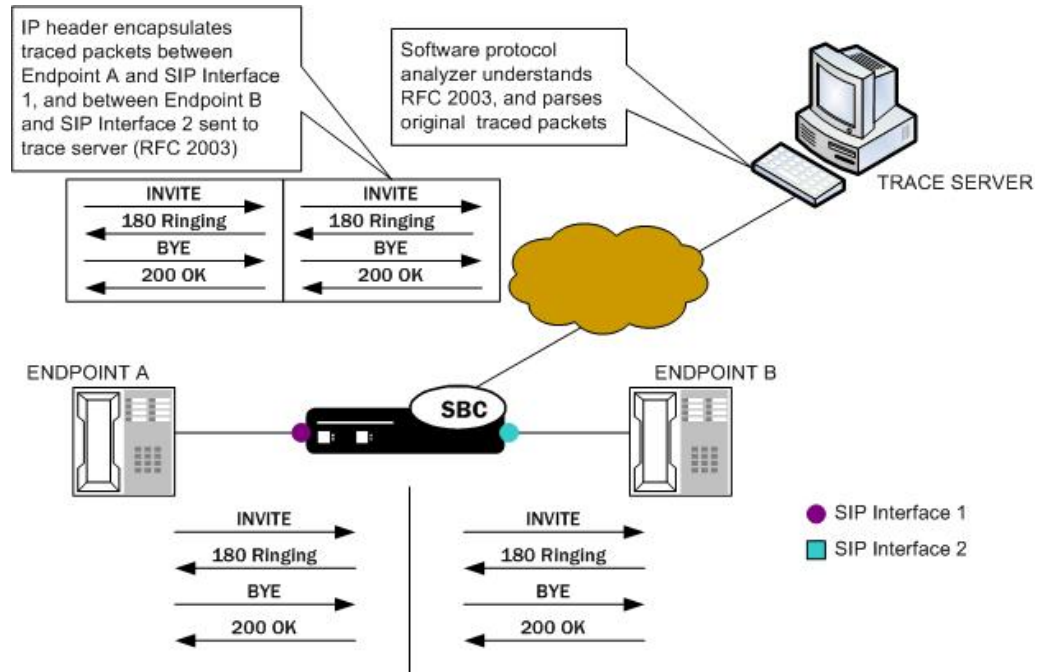 IP header encapsulates
traced packets between
Endpoint A and SIP Interface
1, and between Endpoint B
and SIP Interface 2 sent to
trace server (RFC 2003)
Software protocol
analyzer understands
RFC 2003, and parses
original traced packets
TRACE SERVER
INVITE
180 Ringing
BYE
200 OK
INVITE
180 Ringing
BYE
200 OK
ENDPOINT A
SBC
ENDPOINT B
INVITE
180 Ringing
BYE
200 OK
INVITE
180 Ringing
BYE
200 OK
SIP Interface 1
SIP Interface 2